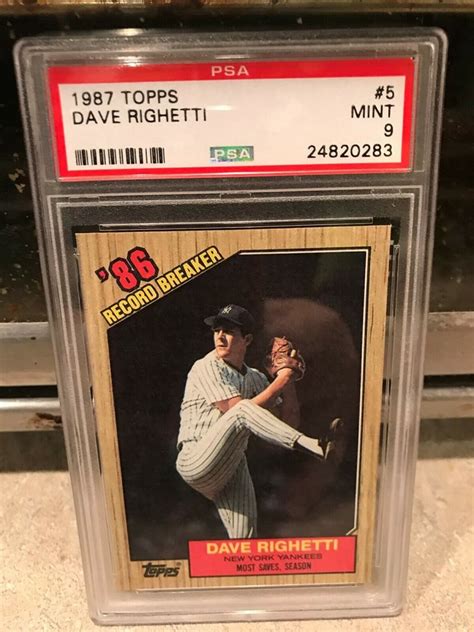 PSA
1987 TOPPS #5
DAVE RIGHETTI MINT
9
PSA 24820283
'86
RECORD BREAKER
DAVE RIGHETTI
NEW YORK YANKEES
MOST SAVES, SEASON
topps